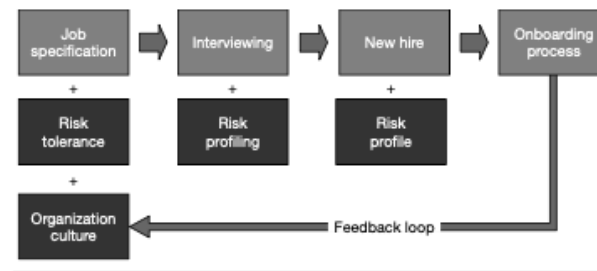 Job
specification
Interviewing
New hire
Onboarding
process
+
+
+
Risk
tolerance
Risk
profiling
Risk
profile
+
Organization
culture
Feedback loop